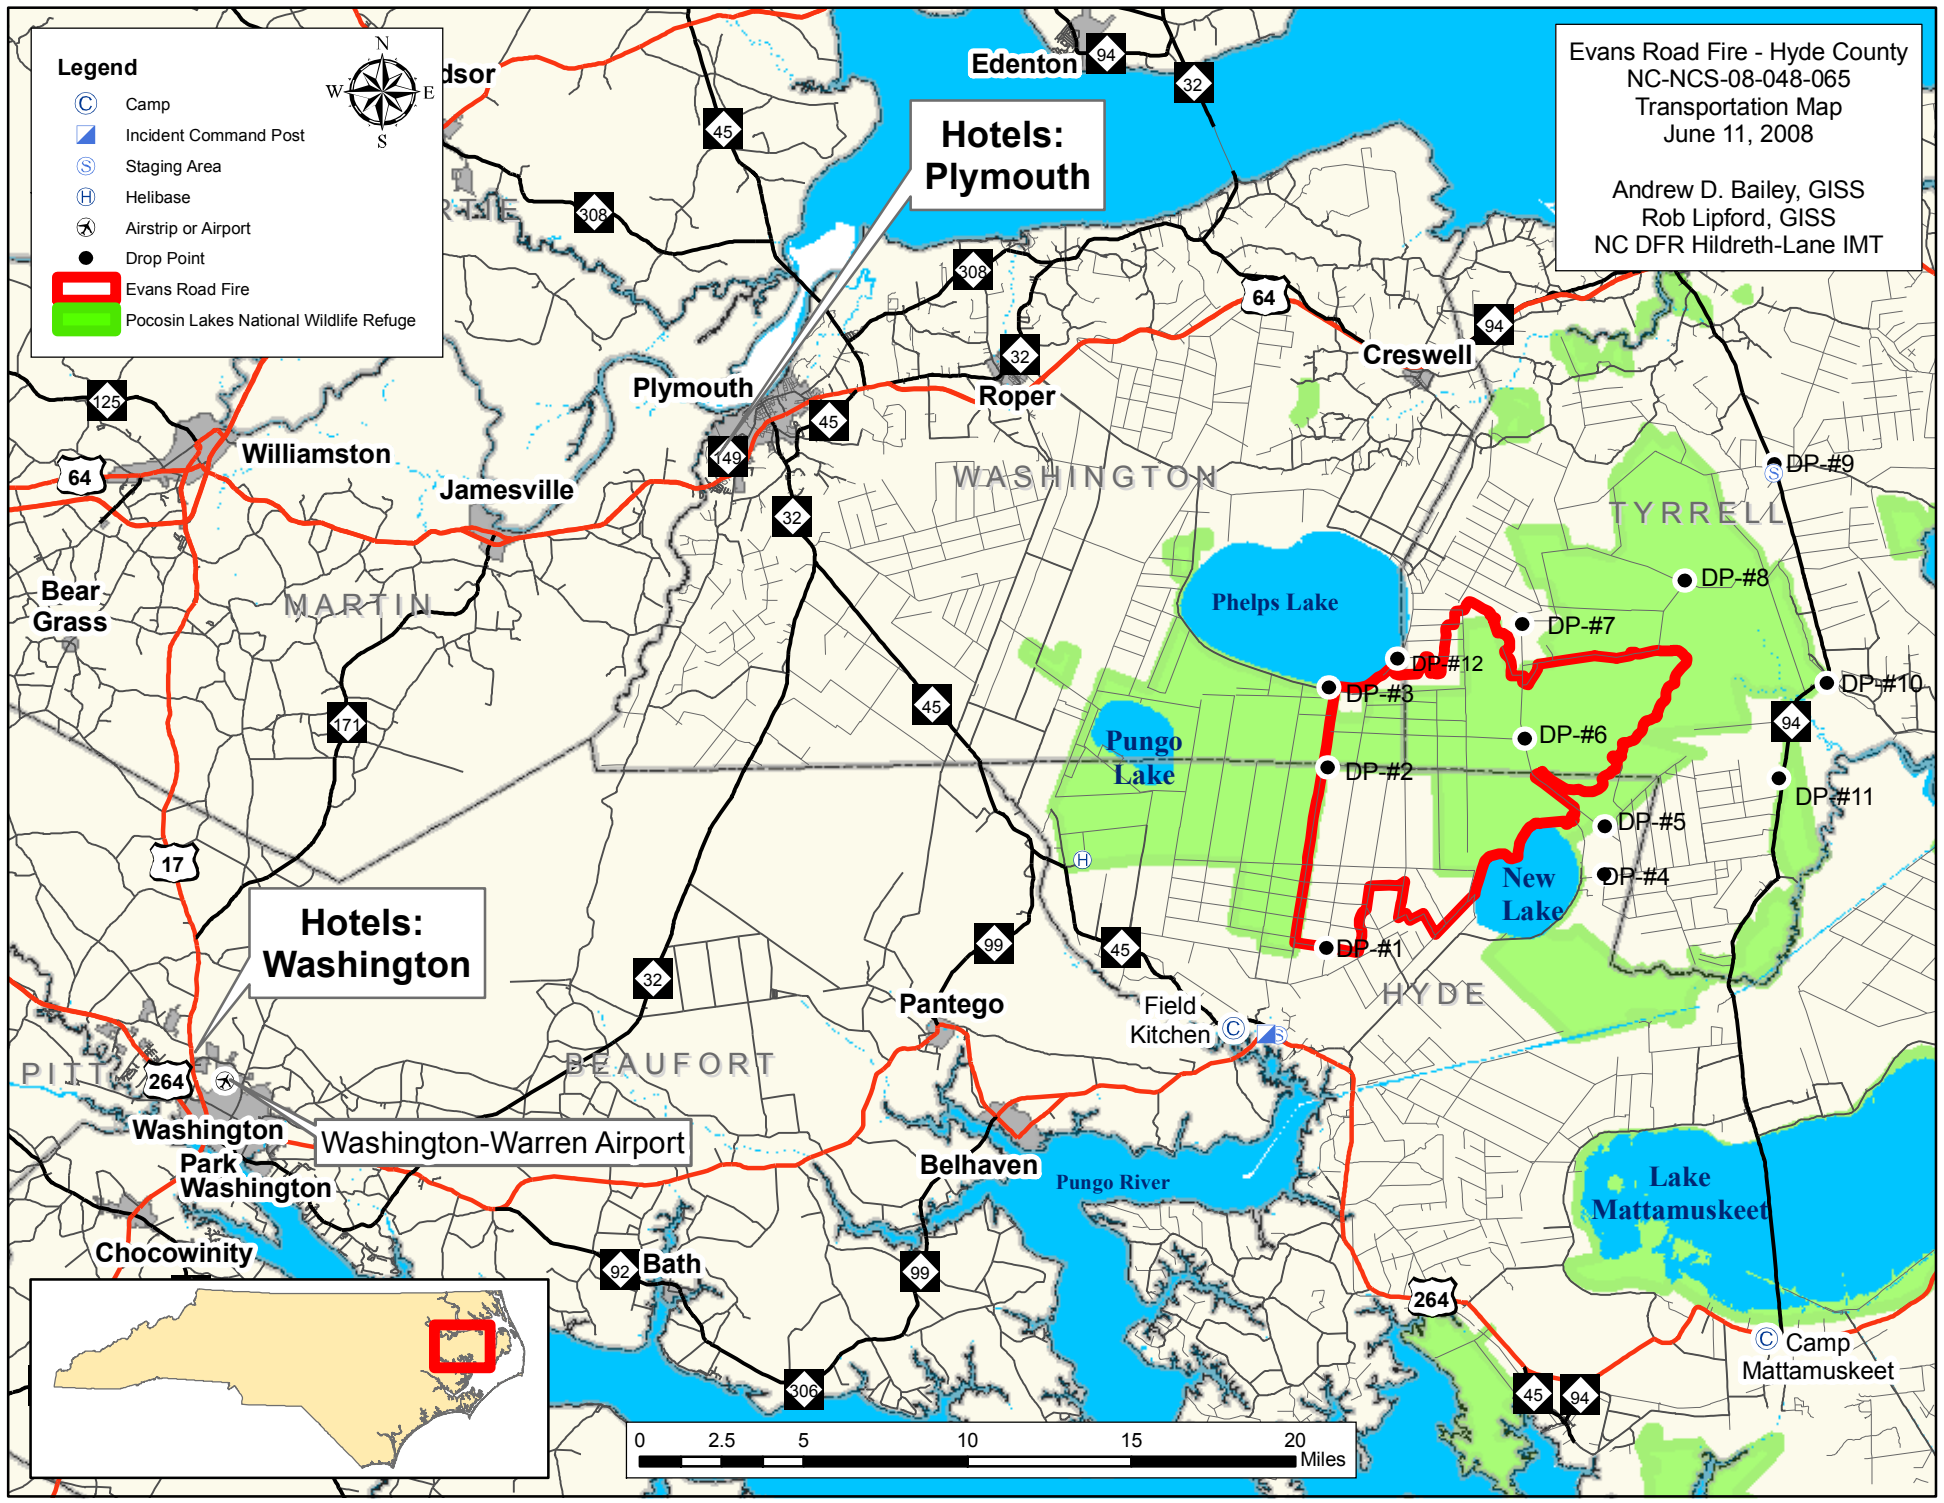 Legend
Camp
Incident Command Post
Staging Area
Helibase
Airstrip or Airport
Drop Point
Evans Road Fire
Pocosin Lakes National Wildlife Refuge
N
W
E
S
C
S
H
Evans Road Fire - Hyde County
NC-NCS-08-048-065
Transportation Map
June 11, 2008
Andrew D. Bailey, GISS
Rob Lipford, GISS
NC DFR Hildreth-Lane IMT
dsor
Edenton
94
32
45
Hotels:
Plymouth
308
RTIE
308
64
94
32
Creswell
125
Plymouth
Roper
45
149
Williamston
64
Jamesville
WASHINGTON
DP-#9
S
TYRRELL
32
Bear
Grass
MARTIN
Phelps Lake
DP-#8
DP-#7
DP-#12
DP-#3
DP-#10
45
171
94
Pungo
Lake
DP-#6
DP-#2
DP-#11
DP-#5
17
H
New
Lake
DP-#4
Hotels:
Washington
99
45
DP-#1
32
HYDE
Pantego
Field
Kitchen
C
S
PITT
264
BEAUFORT
Washington
Washington-Warren Airport
Park
Washington
Belhaven
Pungo River
Lake
Mattamuskeet
Chocowinity
92
Bath
99
264
C
Camp
Mattamuskeet
306
45
94
0
2.5
5
10
15
20
Miles